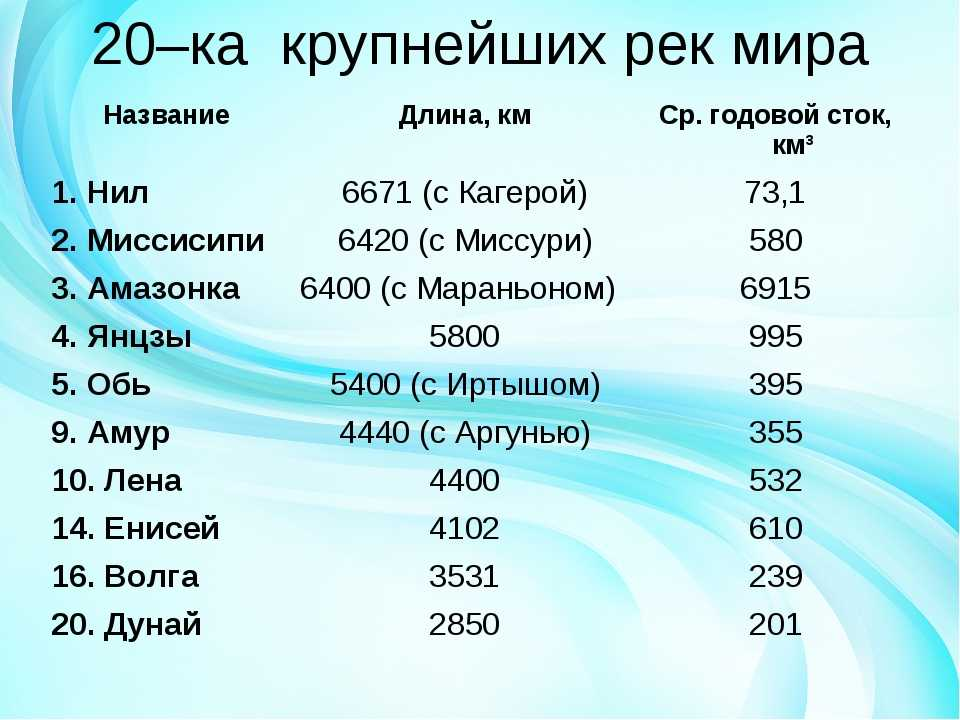 20–ка крупнейших рек мира
Название Длина, км Ср. годовой сток,
км³
1. Нил 6671 (с Кагерой) 73,1
2. Миссисипи 6420 (с Миссури) 580
3. Амазонка 6400 (с Мараньоном) 6915
4. Янцзы 5800 995
5. Обь 5400 (с Иртышом) 395
9. Амур 4440 (с Аргунью) 355
10. Лена 4400 532
14. Енисей 4102 610
16. Волга 3531 239
20. Дунай 2850 201